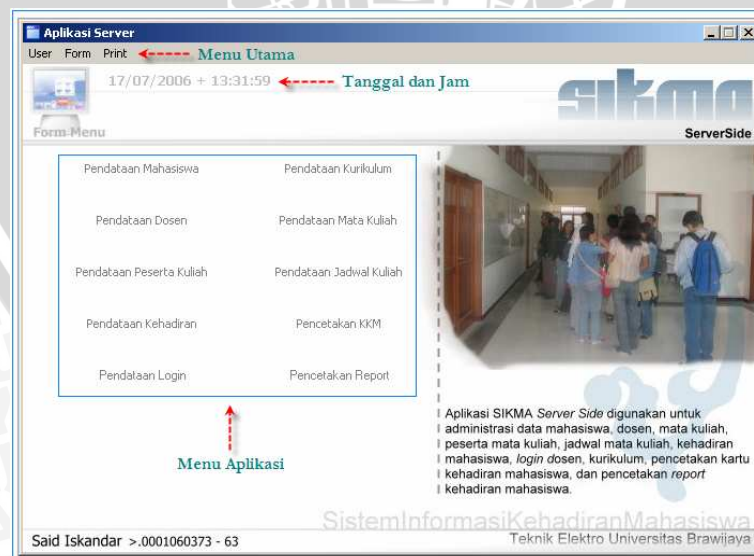 Aplikasi Server
User Form Print Menu Utama
17/07/2006 + 13:31:59 Tanggal dan Jam
sikma
Form Menu
ServerSide
Pendataan Mahasiswa Pendataan Kurikulum
Pendataan Dosen Pendataan Mata Kuliah
Pendataan Peserta Kuliah Pendataan Jadwal Kuliah
Pendataan Kehadiran Pencetakan KKM
Pendataan Login Pencetakan Report
Menu Aplikasi
Aplikasi SIKMA Server Side digunakan untuk
administrasi data mahasiswa, dosen, mata kuliah,
peserta mata kuliah, jadwal mata kuliah, kehadiran
mahasiswa, login dosen, kurikulum, pencetakan kartu
kehadiran mahasiswa, dan pencetakan report
kehadiran mahasiswa.
SistemInformasiKehadiranMahasiswa
Said Iskandar >.0001060373 - 63 Teknik Elektro Universitas Brawijaya